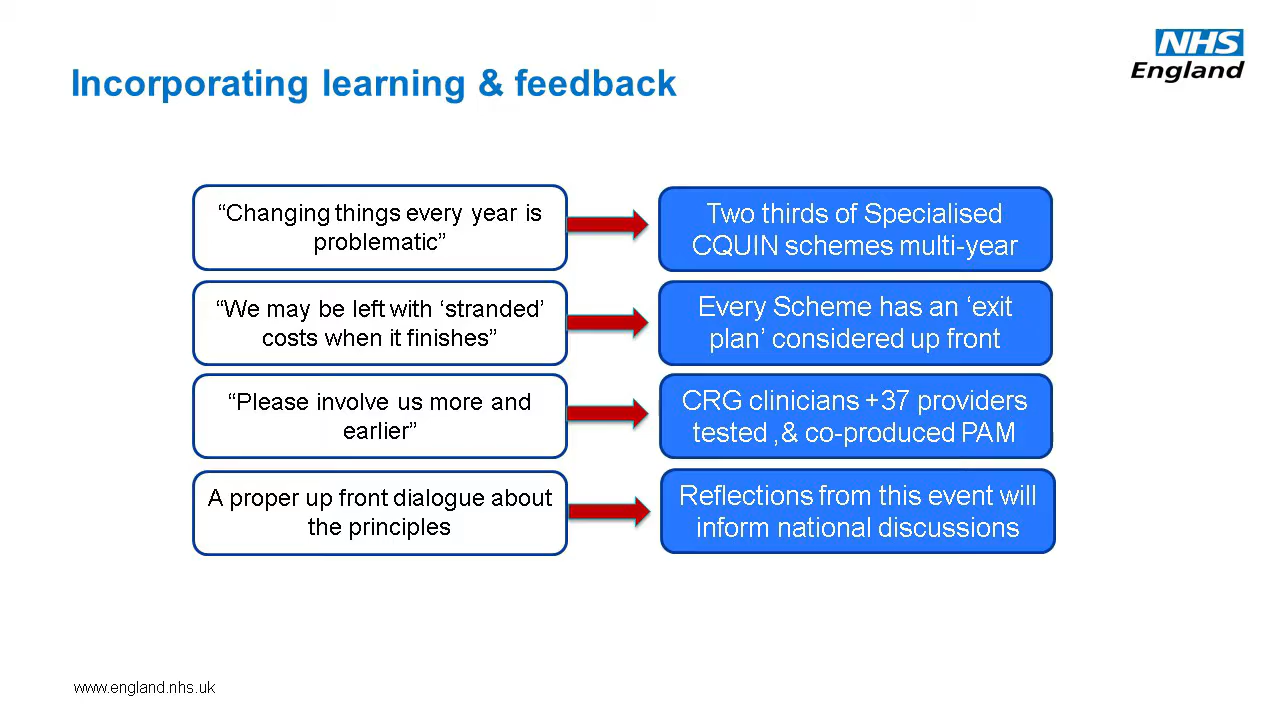 NHS
England
Incorporating learning & feedback
“Changing things every year is
problematic”
Two thirds of Specialised
CQUIN schemes multi-year
“We may be left with ‘stranded’
costs when it finishes”
Every Scheme has an ‘exit
plan’ considered up front
“Please involve us more and
earlier”
CRG clinicians +37 providers
tested ,& co-produced PAM
A proper up front dialogue about
the principles
Reflections from this event will
inform national discussions
www.england.nhs.uk